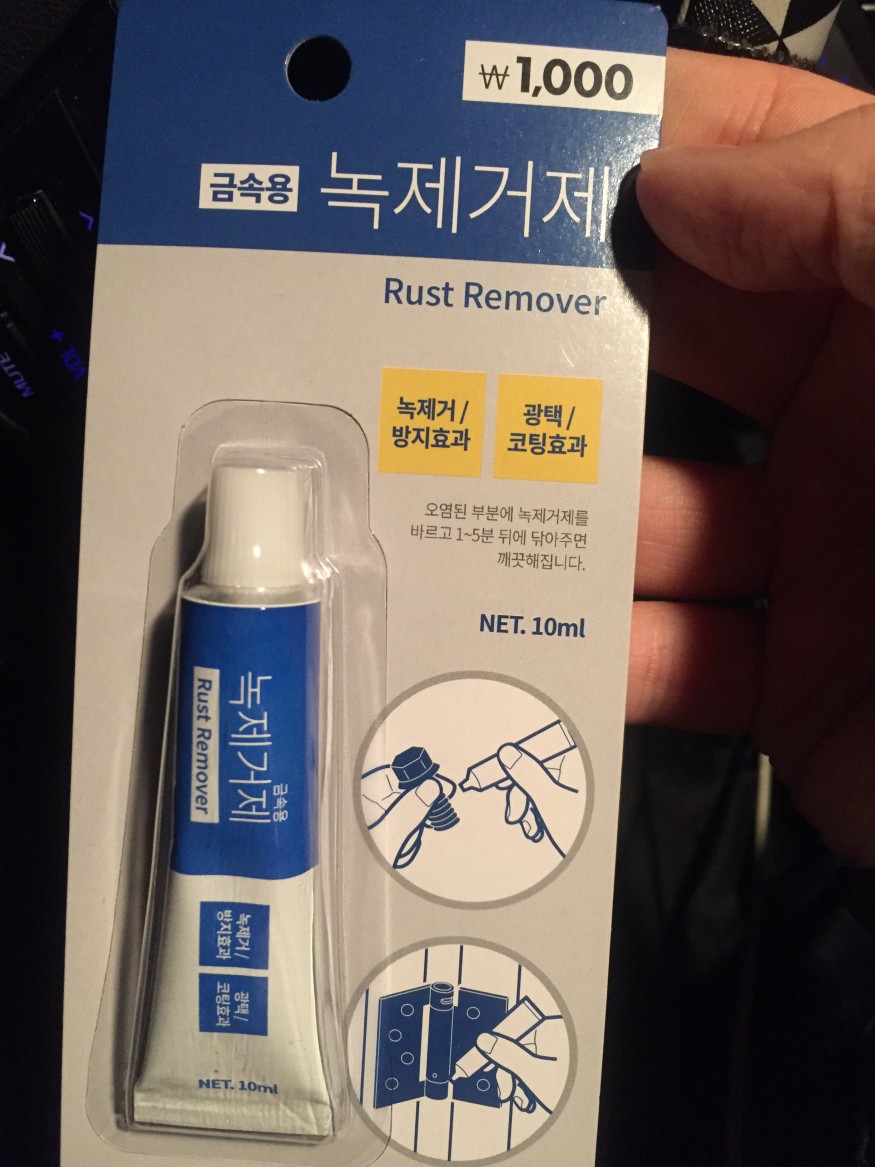 ₩1,000
금속용 녹제거제
Rust Remover
녹제거/
방지효과
광택/
코팅효과
오염된 부분에 녹제거제를
바르고 1~5분 뒤에 닦아주면
깨끗해집니다.
NET. 10ml
금속용
녹제거제
Rust Remover
녹제거/
방지효과
광택/
코팅효과
NET. 10ml
VOL +
MUTE